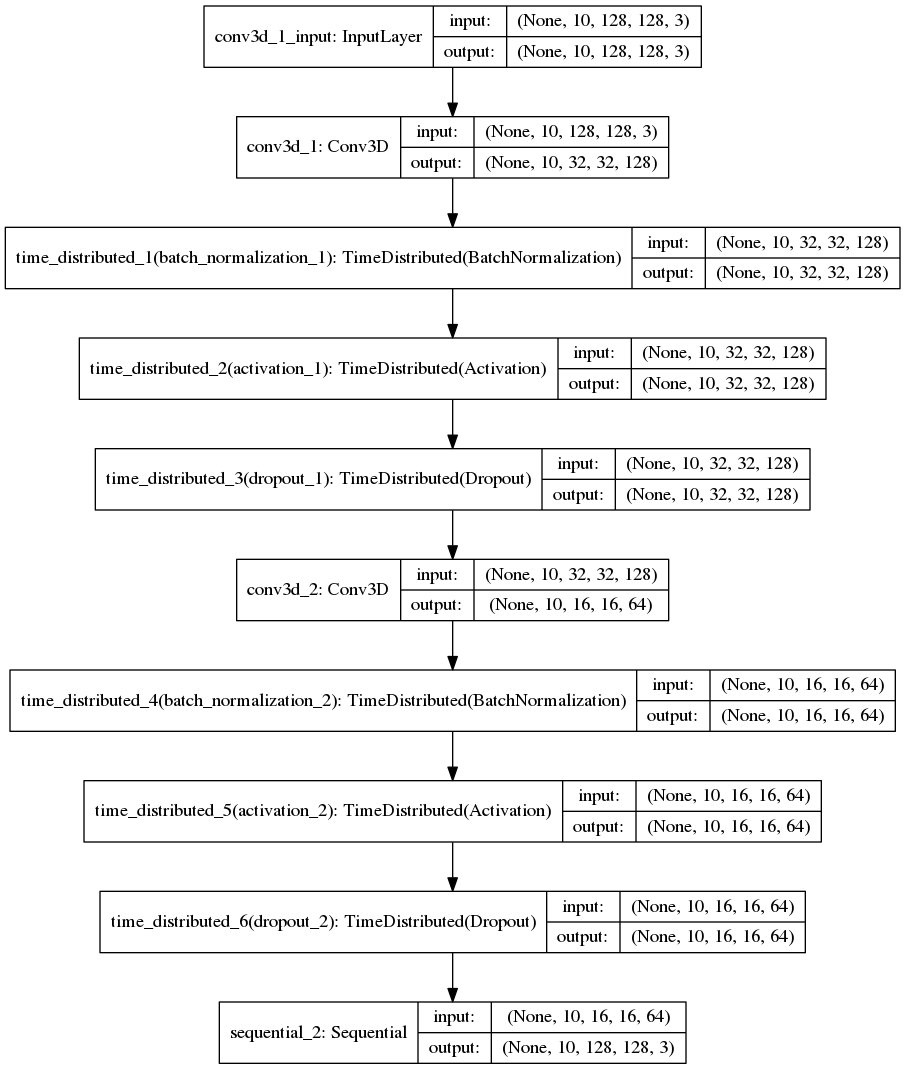 conv3d_1_input: InputLayer
input: (None, 10, 128, 128, 3)
output: (None, 10, 128, 128, 3)
conv3d_1: Conv3D
input: (None, 10, 128, 128, 3)
output: (None, 10, 32, 32, 128)
time_distributed_1(batch_normalization_1): TimeDistributed(BatchNormalization)
input: (None, 10, 32, 32, 128)
output: (None, 10, 32, 32, 128)
time_distributed_2(activation_1): TimeDistributed(Activation)
input: (None, 10, 32, 32, 128)
output: (None, 10, 32, 32, 128)
time_distributed_3(dropout_1): TimeDistributed(Dropout)
input: (None, 10, 32, 32, 128)
output: (None, 10, 32, 32, 128)
conv3d_2: Conv3D
input: (None, 10, 32, 32, 128)
output: (None, 10, 16, 16, 64)
time_distributed_4(batch_normalization_2): TimeDistributed(BatchNormalization)
input: (None, 10, 16, 16, 64)
output: (None, 10, 16, 16, 64)
time_distributed_5(activation_2): TimeDistributed(Activation)
input: (None, 10, 16, 16, 64)
output: (None, 10, 16, 16, 64)
time_distributed_6(dropout_2): TimeDistributed(Dropout)
input: (None, 10, 16, 16, 64)
output: (None, 10, 16, 16, 64)
sequential_2: Sequential
input: (None, 10, 16, 16, 64)
output: (None, 10, 128, 128, 3)